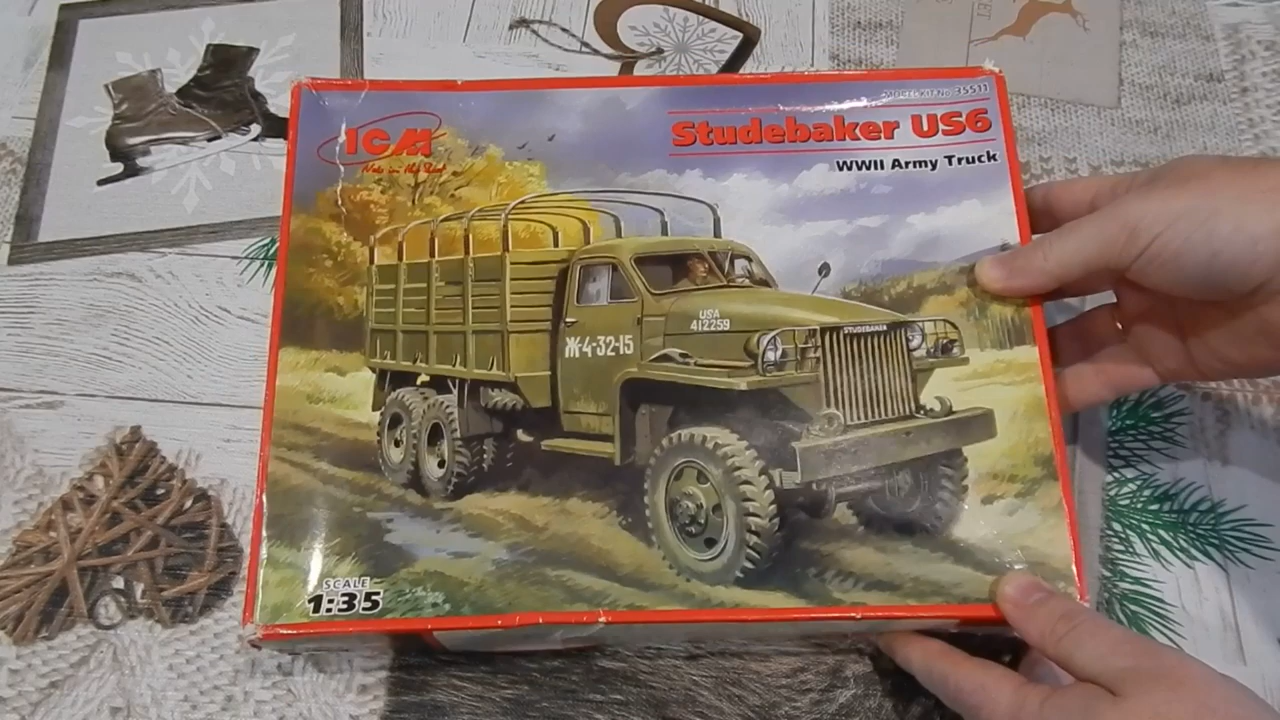 MODEL KIT No 35511
ICM
Studebaker US6
WWII Army Truck
USA
412259
STUDEBAKER
Ж-4-32-15
SCALE
1:35